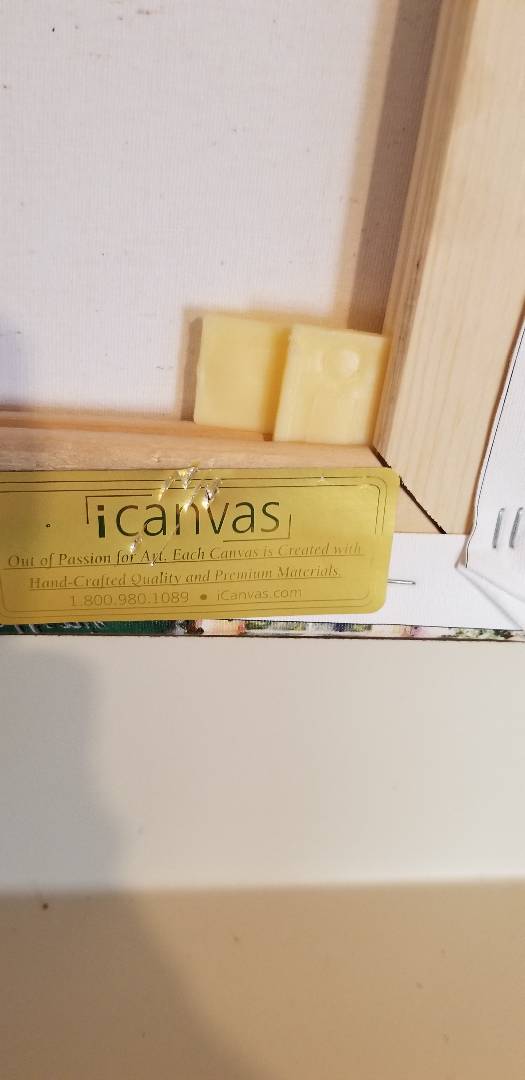 icanvas
Out of Passion for Art. Each Canvas is Created with
Hand-Crafted Quality and Premium Materials.
1.800.980.1089 • iCanvas.com